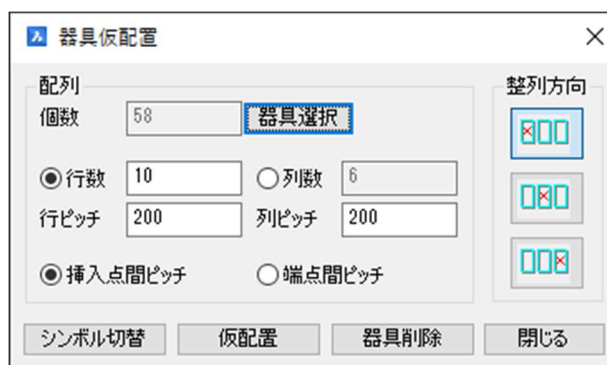 器具仮配置
配列
個数 58 器具選択
行数 10 列数 6
行ピッチ 200 列ピッチ 200
挿入点間ピッチ 端点間ピッチ
整列方向
シンボル切替 仮配置 器具削除 閉じる